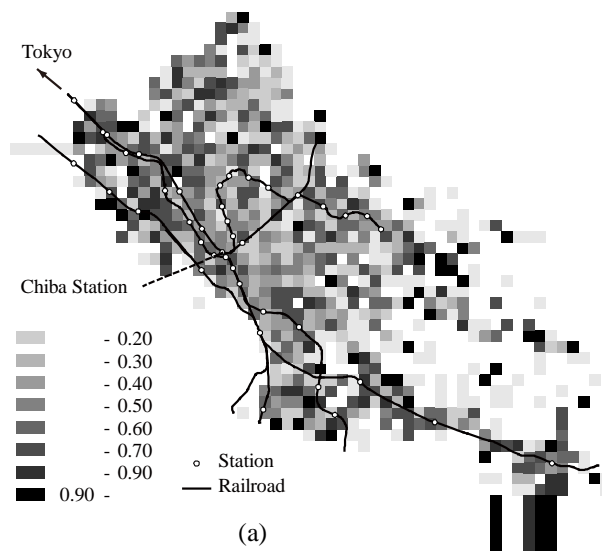 Tokyo
Chiba Station
- 0.20
- 0.30
- 0.40
- 0.50
- 0.60
- 0.70
- 0.90
0.90 -
Station
Railroad
(a)